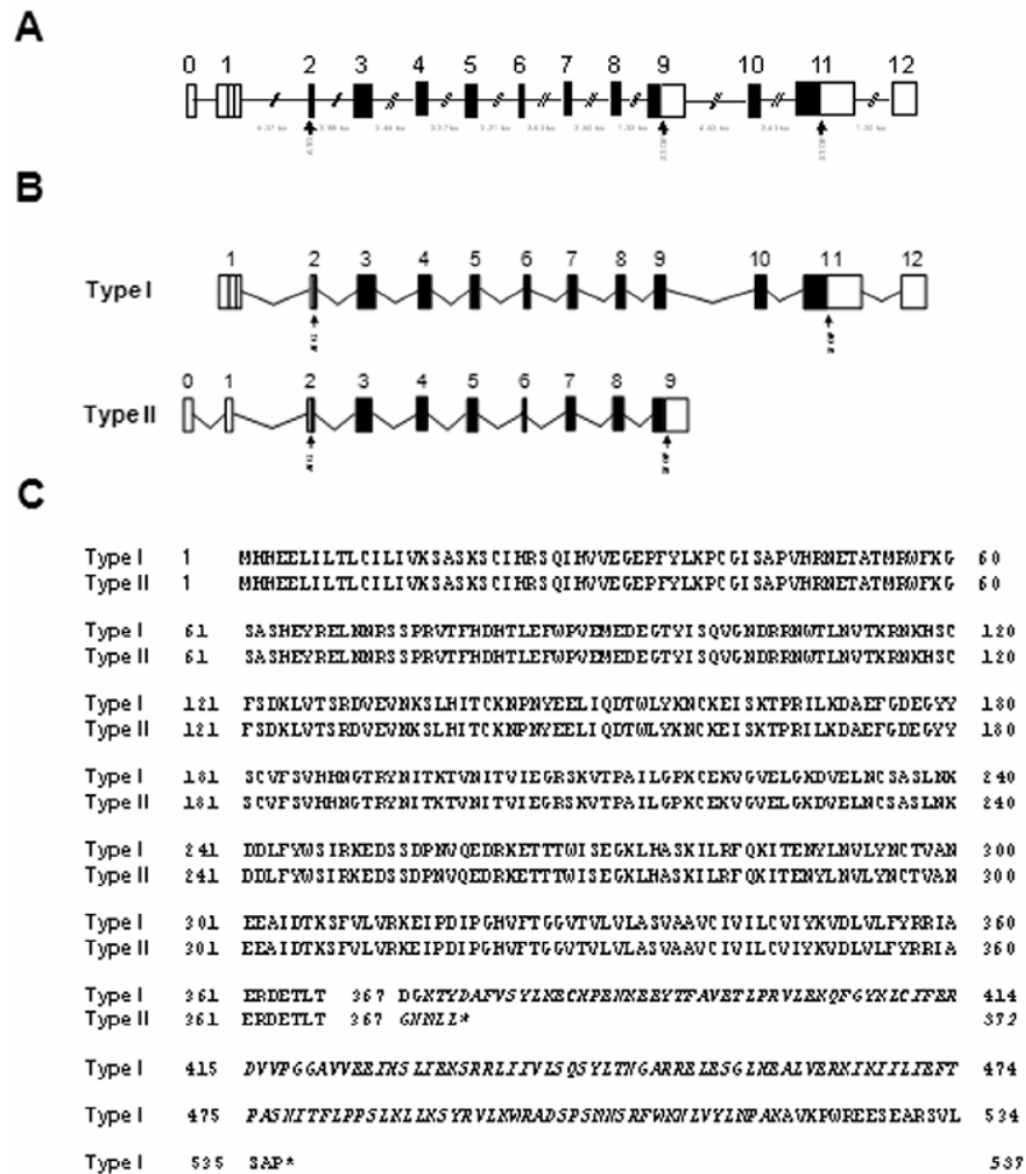 A
0 1 2 3 4 5 6 7 8 9 10 11 12
B
1 2 3 4 5 6 7 8 9 10 11 12
Type I
0 1 2 3 4 5 6 7 8 9
Type II
C
Type I 1 MHHEELILTLCILIVKSASKSCIHRSQIHVVEGEPFYLKPCGISAPVHRNETATMRWFKG 60
Type II 1 MHHEELILTLCILIVKSASKSCIHRSQIHVVEGEPFYLKPCGISAPVHRNETATMRWFKG 60
Type I 61 SASHEYRELNNRSSPRVTFHDHTLEFWPVEMEDEGTYISQVGNDRRNWTLNVTKRNKHSC 120
Type II 61 SASHEYRELNNRSSPRVTFHDHTLEFWPVEMEDEGTYISQVGNDRRNWTLNVTKRNKHSC 120
Type I 121 FSDKLVTSRDVEVNKSLHITCKNPNYEELIQDTWLYKNCKEISKTPRILKDAEFGDEGYY 180
Type II 121 FSDKLVTSRDVEVNKSLHITCKNPNYEELIQDTWLYKNCKEISKTPRILKDAEFGDEGYY 180
Type I 181 SCVFSVHHNGTRYNITKTVNITVIEGRSKVTPAILGPKCEKVGVELGKDVELNCSASLNK 240
Type II 181 SCVFSVHHNGTRYNITKTVNITVIEGRSKVTPAILGPKCEKVGVELGKDVELNCSASLNK 240
Type I 241 DDLFYWSIRKEDSSDPNVQEDRKETTTWISEGKLHASKILRFQKITENYLNVLYNCTVAN 300
Type II 241 DDLFYWSIRKEDSSDPNVQEDRKETTTWISEGKLHASKILRFQKITENYLNVLYNCTVAN 300
Type I 301 EEAIDTKSFVLVRKEIPDIPGHVFTGGVTVLVLASVAAVCIVILCVIYKVDLVLFYRRIA 360
Type II 301 EEAIDTKSFVLVRKEIPDIPGHVFTGGVTVLVLASVAAVCIVILCVIYKVDLVLFYRRIA 360
Type I 361 ERDETLT 367 DGKTYDAFVSYLKECHPENKEEYTFAVETLPRVLEKQFGYKLCIFER 414
Type II 361 ERDETLT 367 GNNLL* 372
Type I 415 DVVPGGAVVEEIHSLIEKSRRLIIVLSQSYLTNGARRELESGLHEALVERKIKIILIEFT 474
Type I 475 PASNITFLPPSLKLLKSYRVLKWRADSPSMNSRFWKNLVYLMPAKAVKPWREESEARSVL 534
Type I 535 SAP* 537